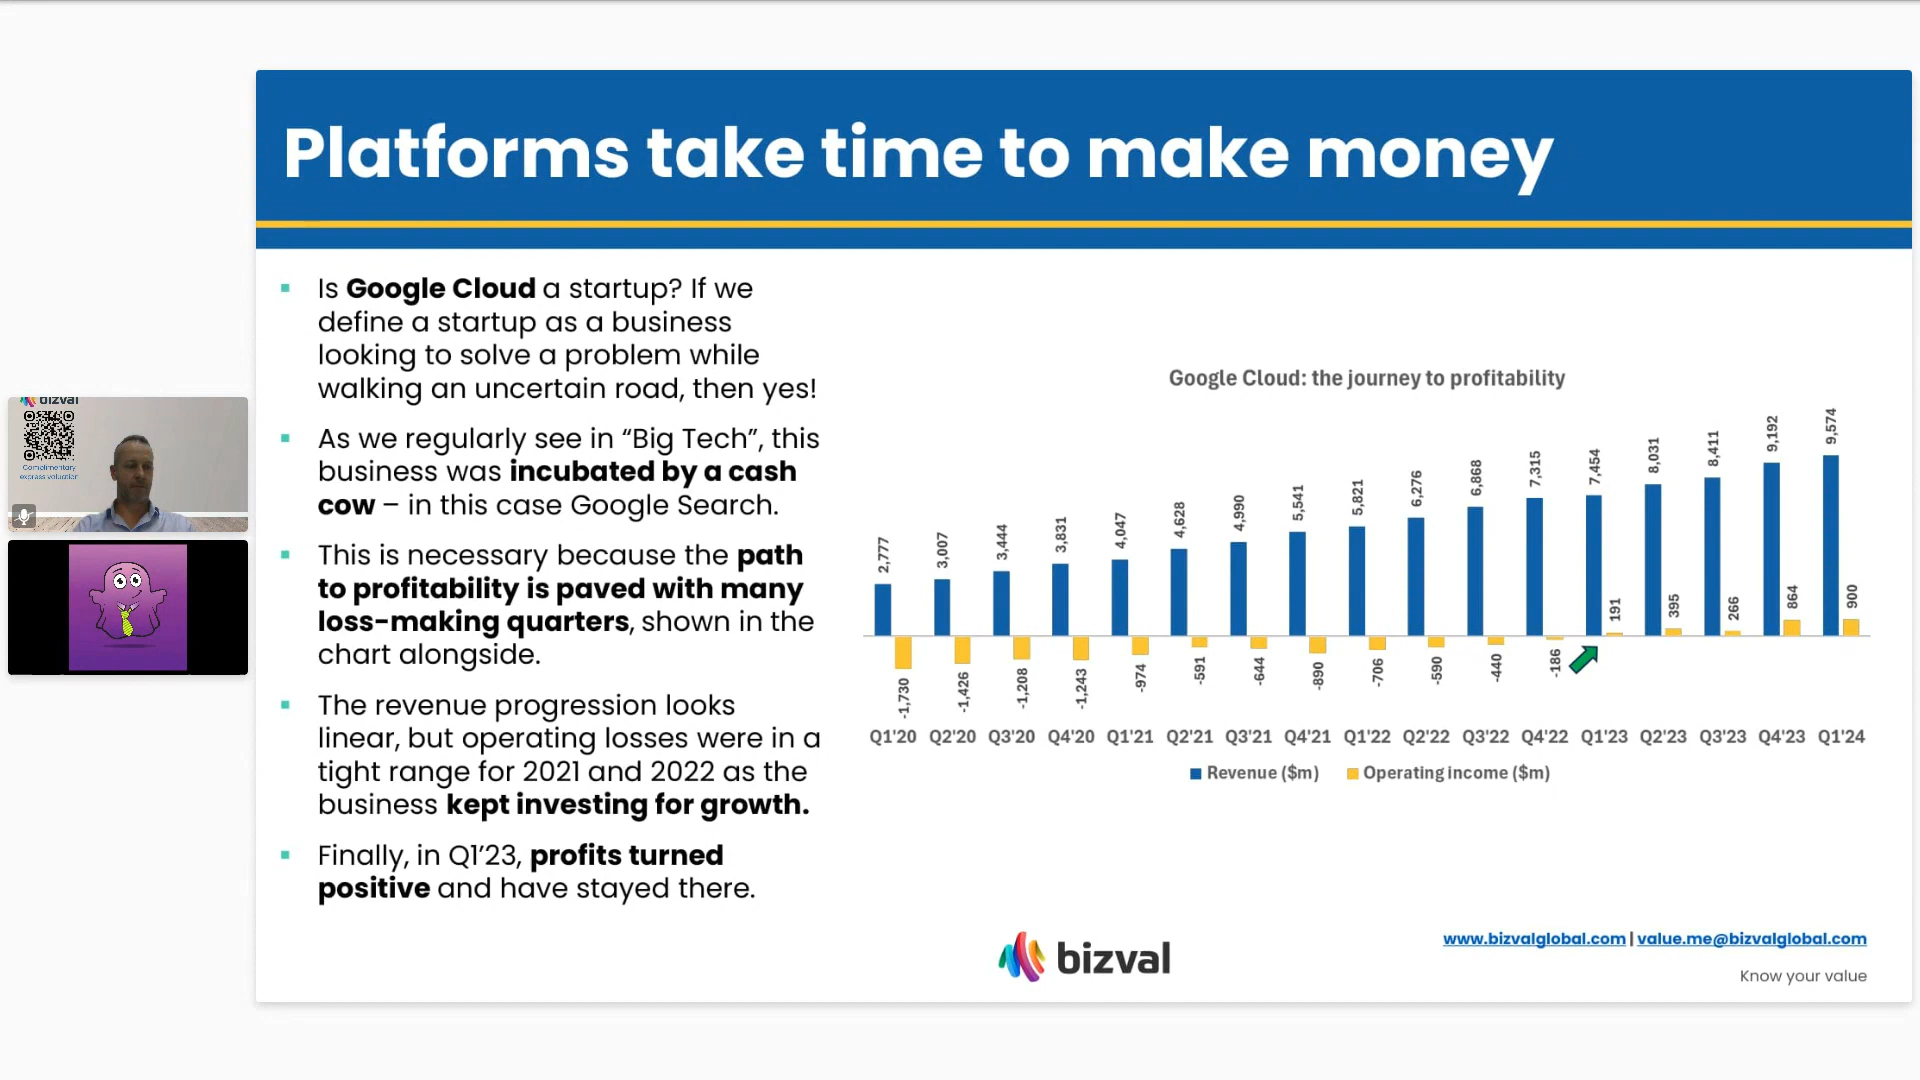 Platforms take time to make money
▪ Is Google Cloud a startup? If we
define a startup as a business
looking to solve a problem while
walking an uncertain road, then yes!
▪ As we regularly see in “Big Tech”, this
business was incubated by a cash
cow – in this case Google Search.
▪ This is necessary because the path
to profitability is paved with many
loss-making quarters, shown in the
chart alongside.
▪ The revenue progression looks
linear, but operating losses were in a
tight range for 2021 and 2022 as the
business kept investing for growth.
▪ Finally, in Q1’23, profits turned
positive and have stayed there.
bizval
Complimentary
express valuation
Google Cloud: the journey to profitability
2,777 3,007 3,444 3,831 4,047 4,628 4,990 5,541 5,821 6,276 6,868 7,315 7,454 8,031 8,411 9,192 9,574
-1,730 -1,426 -1,208 -1,243 -974 -591 -644 -890 -706 -590 -440 -186 191 395 266 864 900
Q1'20 Q2'20 Q3'20 Q4'20 Q1'21 Q2'21 Q3'21 Q4'21 Q1'22 Q2'22 Q3'22 Q4'22 Q1'23 Q2'23 Q3'23 Q4'23 Q1'24
Revenue ($m) Operating income ($m)
bizval
www.bizvalglobal.com | value.me@bizvalglobal.com
Know your value